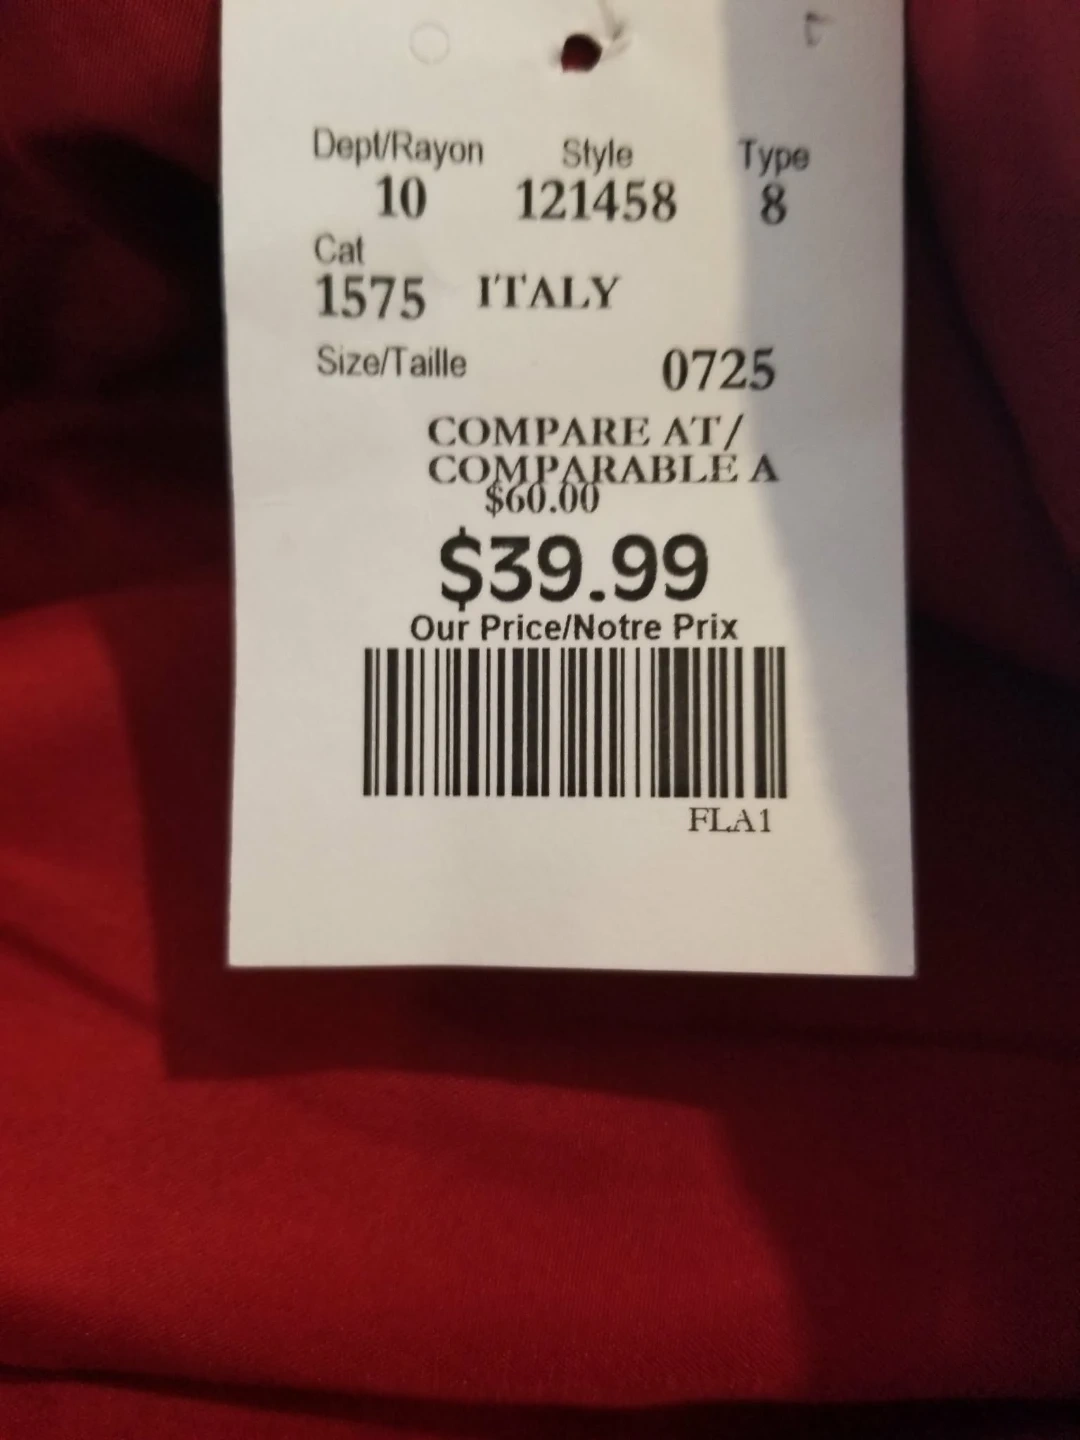 Dept/Rayon Style Type
10 121458 8
Cat
1575 ITALY
Size/Taille 0725
COMPARE AT/
COMPARABLE A
$60.00
$39.99
Our Price/Notre Prix
FLA1